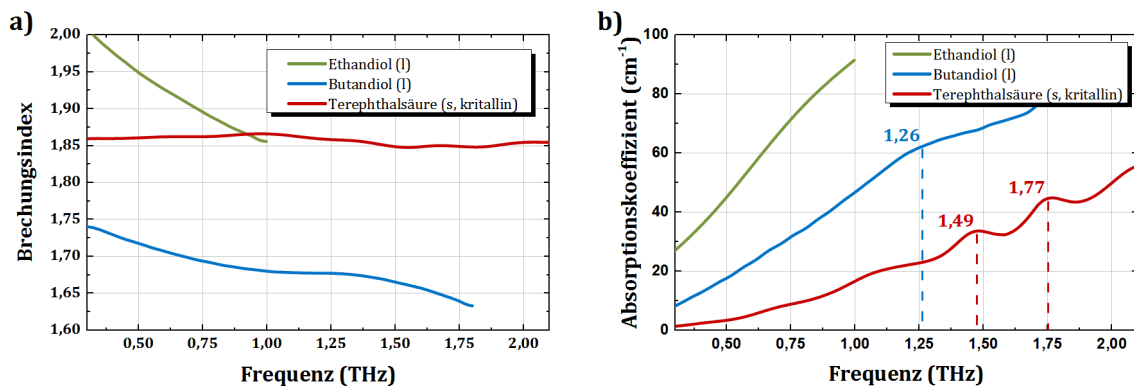 a)
2,00
1,95
1,90
1,85
1,80
1,75
1,70
1,65
1,60
Brechungsindex
Ethandiol (l)
Butandiol (l)
Terephthalsäure (s, kritallin)
0,50 0,75 1,00 1,25 1,50 1,75 2,00
Frequenz (THz)
b)
100
80
60
40
20
0
Absorptionskoeffizient (cm⁻¹)
Ethandiol (l)
Butandiol (l)
Terephthalsäure (s, kritallin)
1,26
1,77
1,49
0,50 0,75 1,00 1,25 1,50 1,75 2,00
Frequenz (THz)